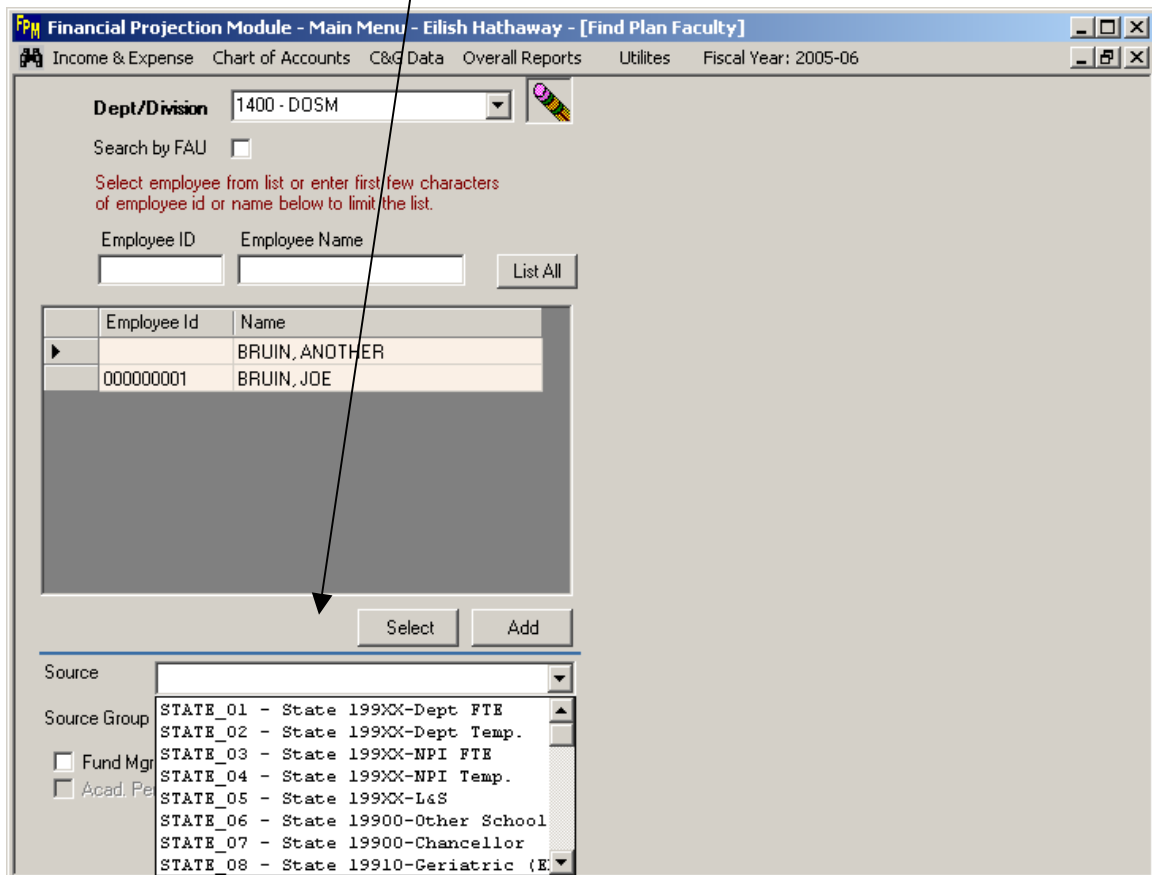 FPM Financial Projection Module - Main Menu - Eilish Hathaway - [Find Plan Faculty]
Income & Expense Chart of Accounts C&G Data Overall Reports Utilites Fiscal Year: 2005-06
Dept/Division 1400 - DOSM
Search by FAU
Select employee from list or enter first few characters
of employee id or name below to limit the list.
Employee ID Employee Name
List All
Employee Id Name
BRUIN, ANOTHER
000000001 BRUIN, JOE
Select Add
Source
STATE_01 - State 199XX-Dept FTE
Source Group
STATE_02 - State 199XX-Dept Temp.
STATE_03 - State 199XX-NPI FTE
Fund Mgr
STATE_04 - State 199XX-NPI Temp.
Acad. Pe
STATE_05 - State 199XX-L&S
STATE_06 - State 19900-Other School
STATE_07 - State 19900-Chancellor
STATE_08 - State 19910-Geriatric (E